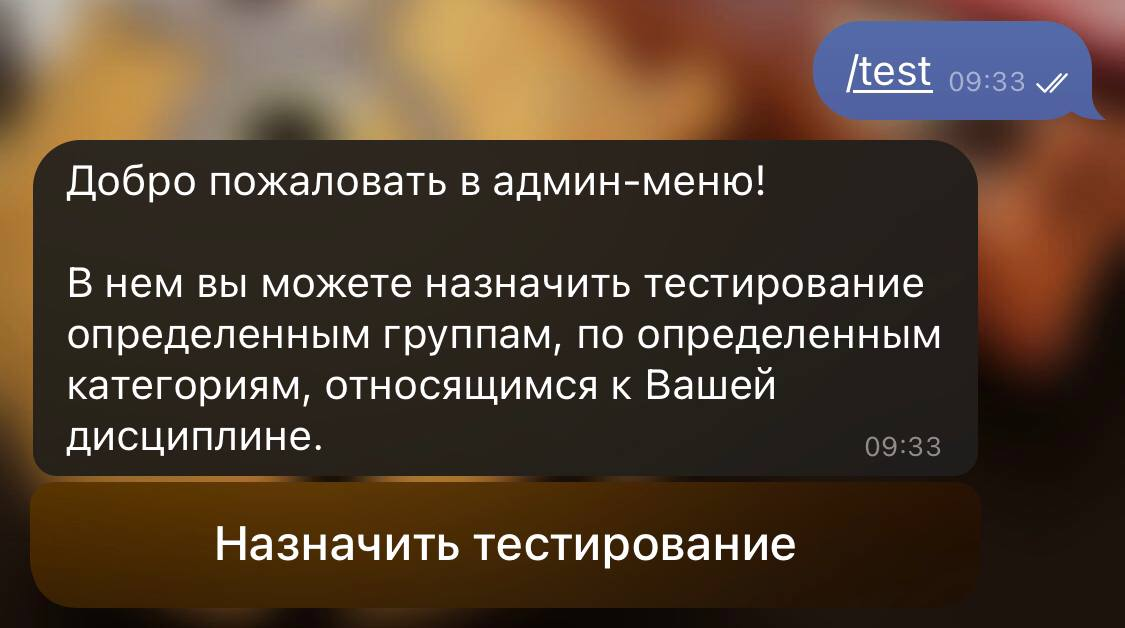 /test 09:33
Добро пожаловать в админ-меню!
В нем вы можете назначить тестирование
определенным группам, по определенным
категориям, относящимся к Вашей
дисциплине.
09:33
Назначить тестирование